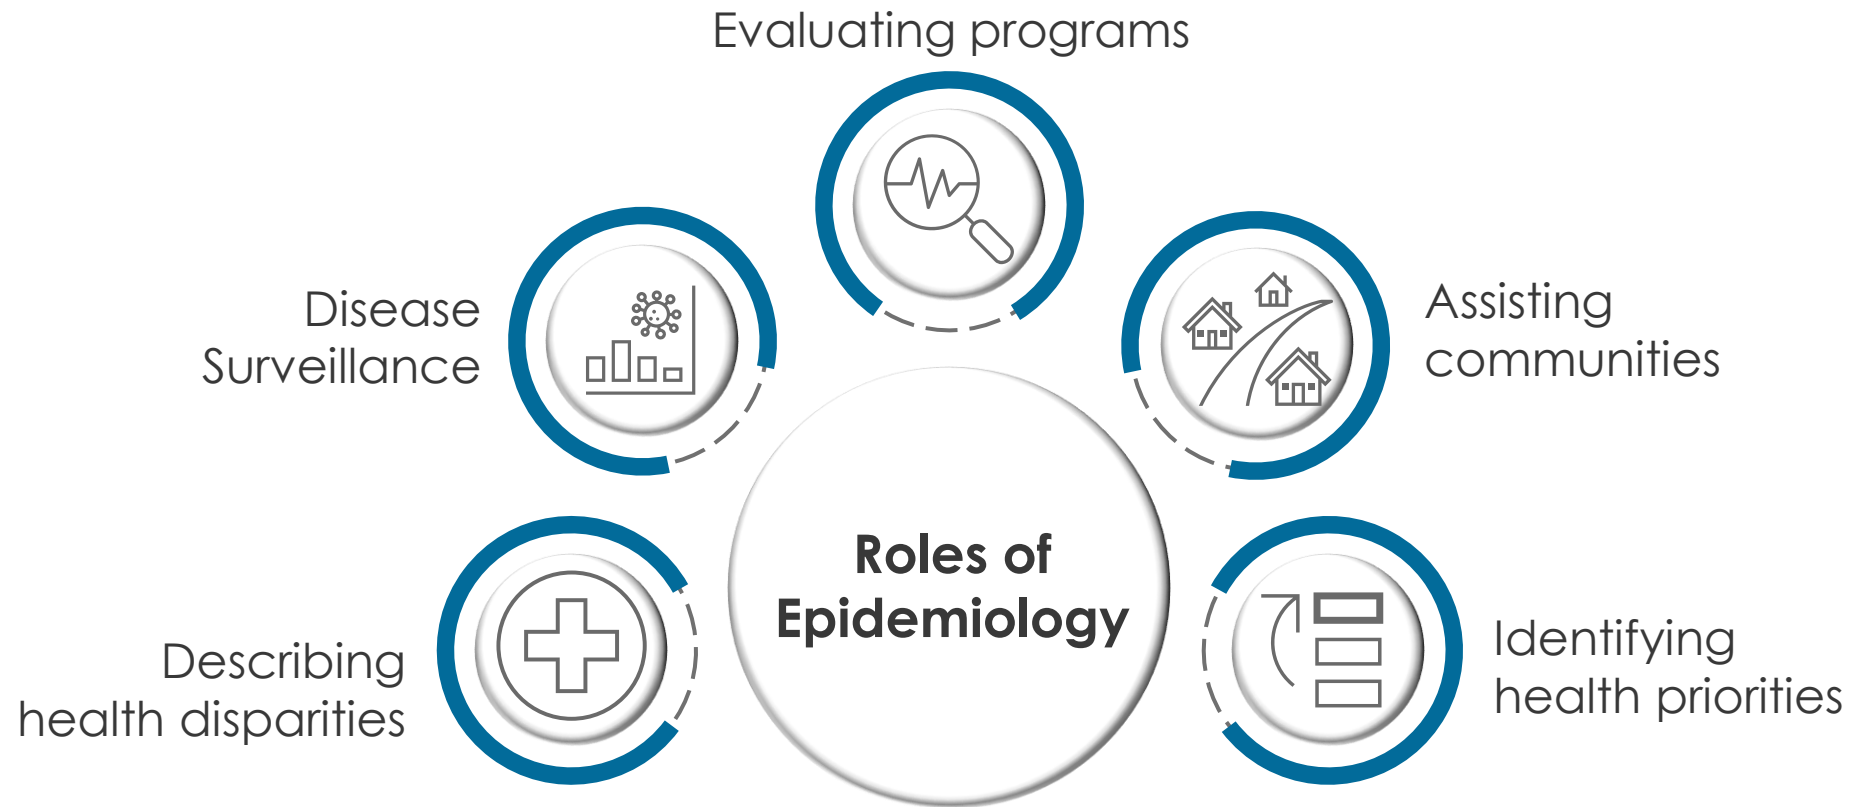 Evaluating programs
Disease
Surveillance
Assisting
communities
Roles of
Epidemiology
Describing
health disparities
Identifying
health priorities